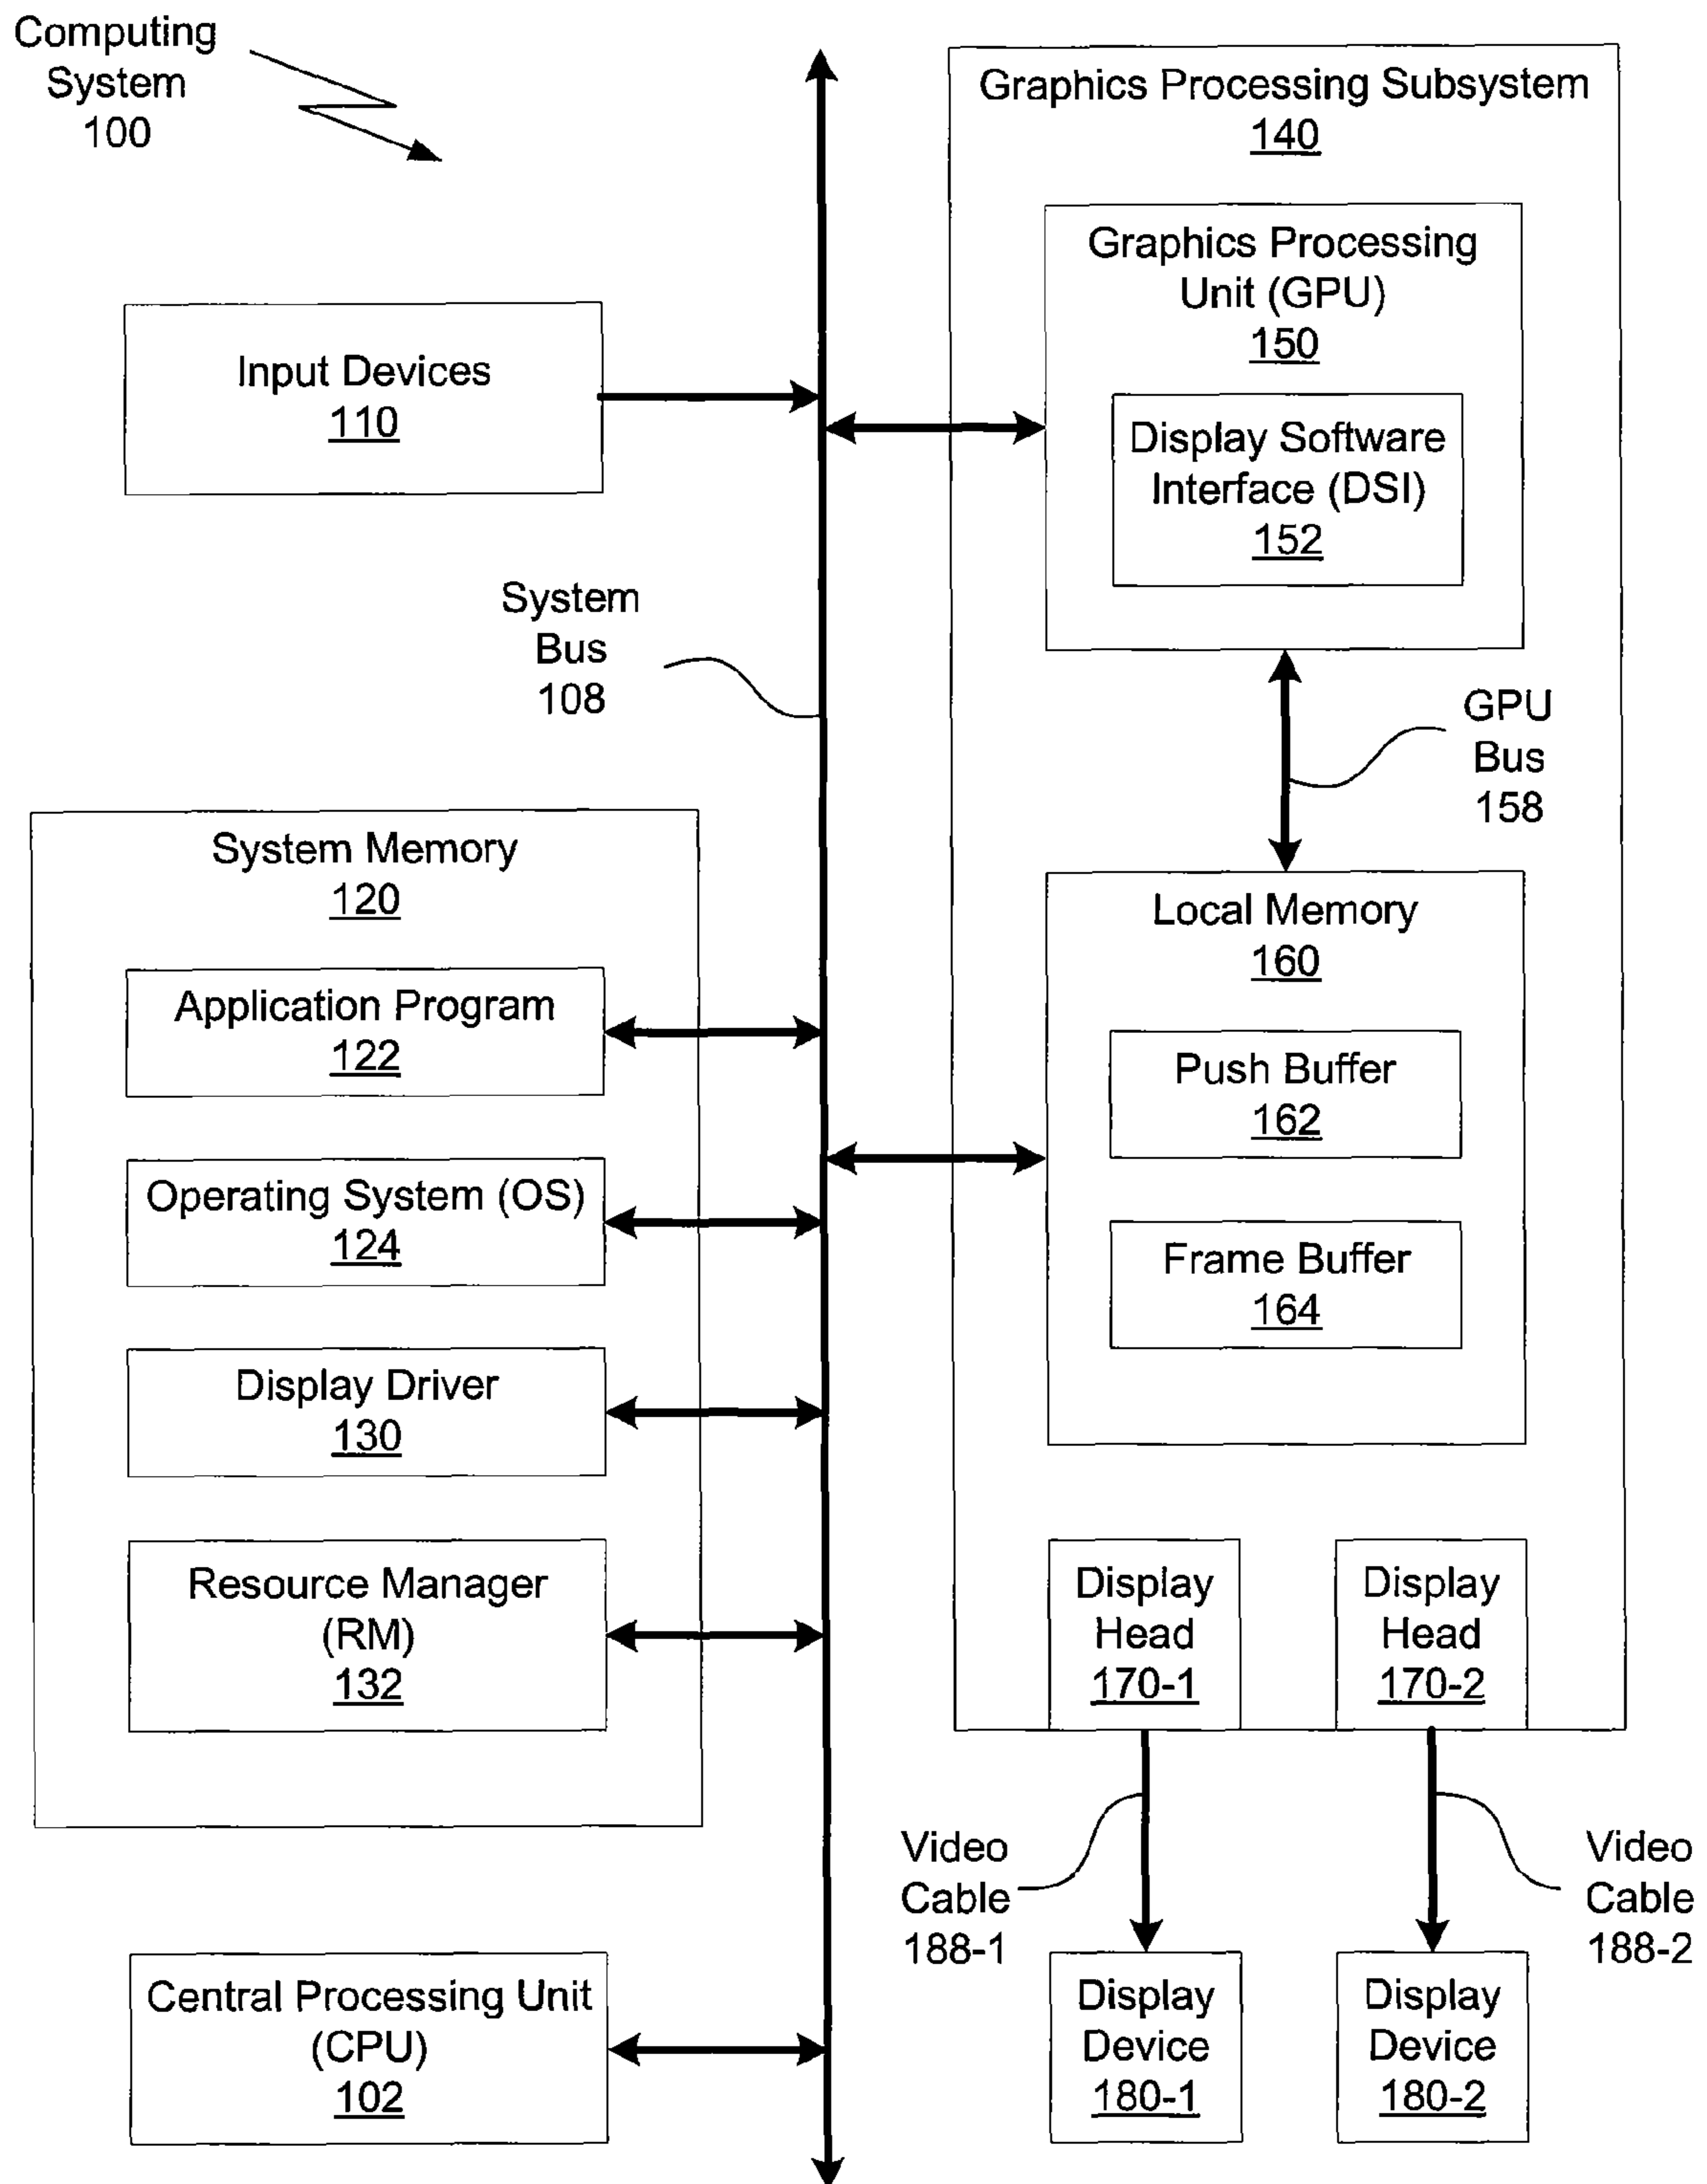 Computing
System
100
Graphics Processing Subsystem
140
Graphics Processing
Unit (GPU)
150
Display Software
Interface (DSI)
152
Input Devices
110
System
Bus
108
GPU
Bus
158
System Memory
120
Application Program
122
Operating System (OS)
124
Display Driver
130
Resource Manager
(RM)
132
Local Memory
160
Push Buffer
162
Frame Buffer
164
Display
Head
170-1
Display
Head
170-2
Video
Cable
188-1
Video
Cable
188-2
Central Processing Unit
(CPU)
102
Display
Device
180-1
Display
Device
180-2